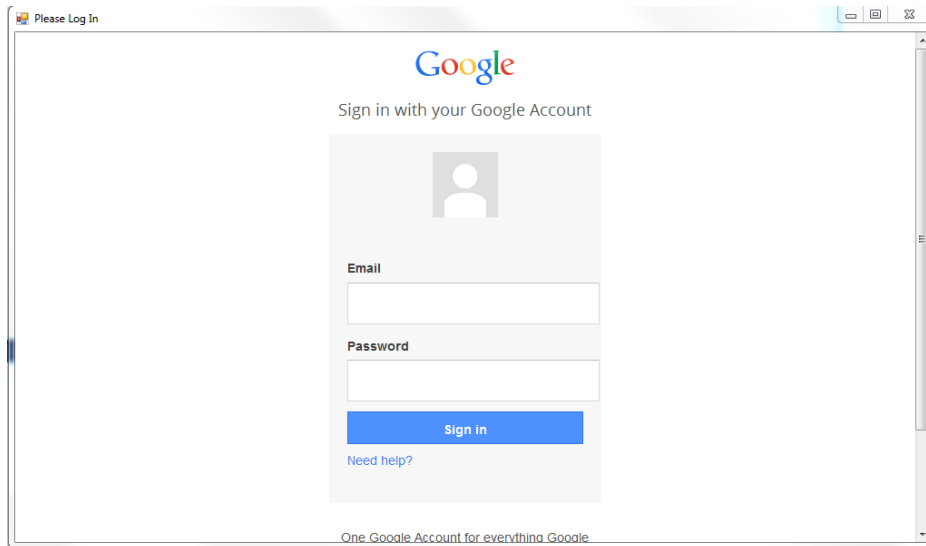 Please Log In
Google
Sign in with your Google Account
Email
Password
Sign in
Need help?
One Google Account for everything Google